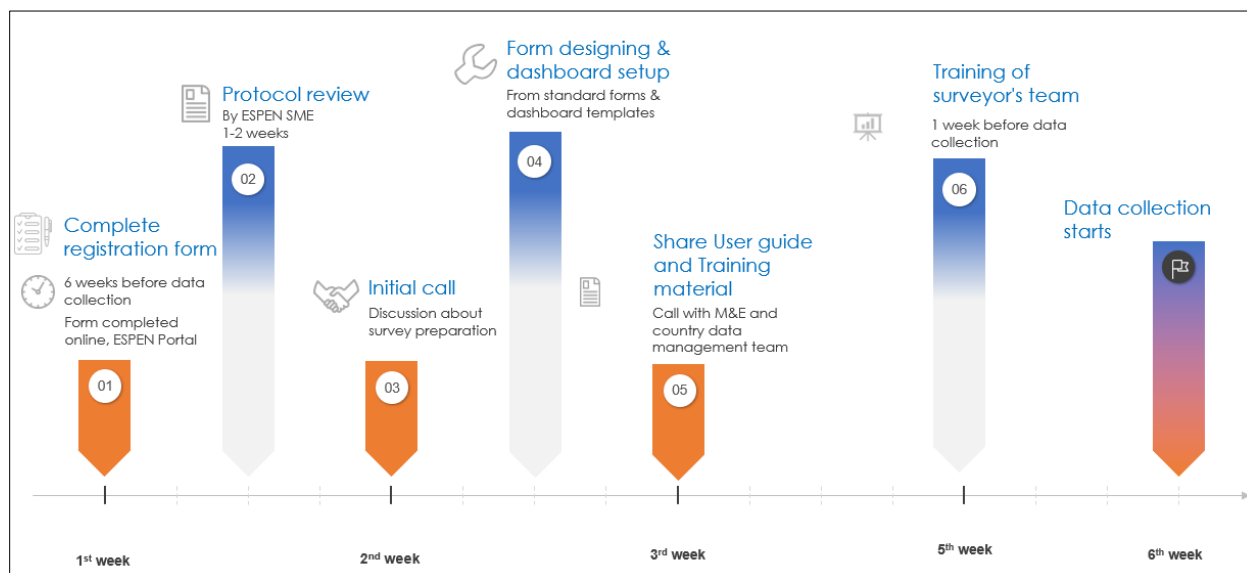 Complete
registration form
6 weeks before data
collection
Form completed
online, ESPEN Portal
01
Protocol review
By ESPEN SME
1-2 weeks
02
Initial call
Discussion about
survey preparation
03
Form designing &
dashboard setup
From standard forms &
dashboard templates
04
Share User guide
and Training
material
Call with M&E and
country data
management team
05
Training of
surveyor's team
1 week before data
collection
06
Data collection
starts
1st week
2nd week
3rd week
5th week
6th week